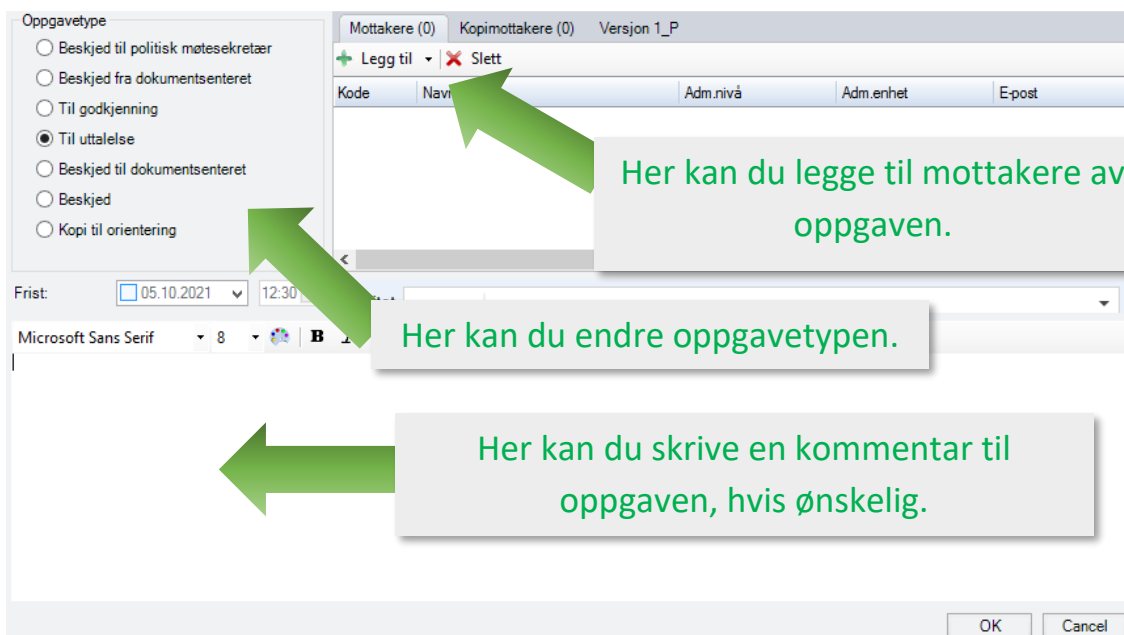 Oppgavetype
Beskjed til politisk møtesekretær
Beskjed fra dokumentsenteret
Til godkjenning
Til uttalelse
Beskjed til dokumentsenteret
Beskjed
Kopi til orientering
Mottakere (0) Kopimottakere (0) Versjon 1_P
Legg til Slett
Kode Adm.nivå Adm.enhet E-post
Her kan du legge til mottakere av
oppgaven.
Frist: 05.10.2021 12:30
Her kan du endre oppgavetypen.
Microsoft Sans Serif 8 B
Her kan du skrive en kommentar til
oppgaven, hvis ønskelig.
OK Cancel